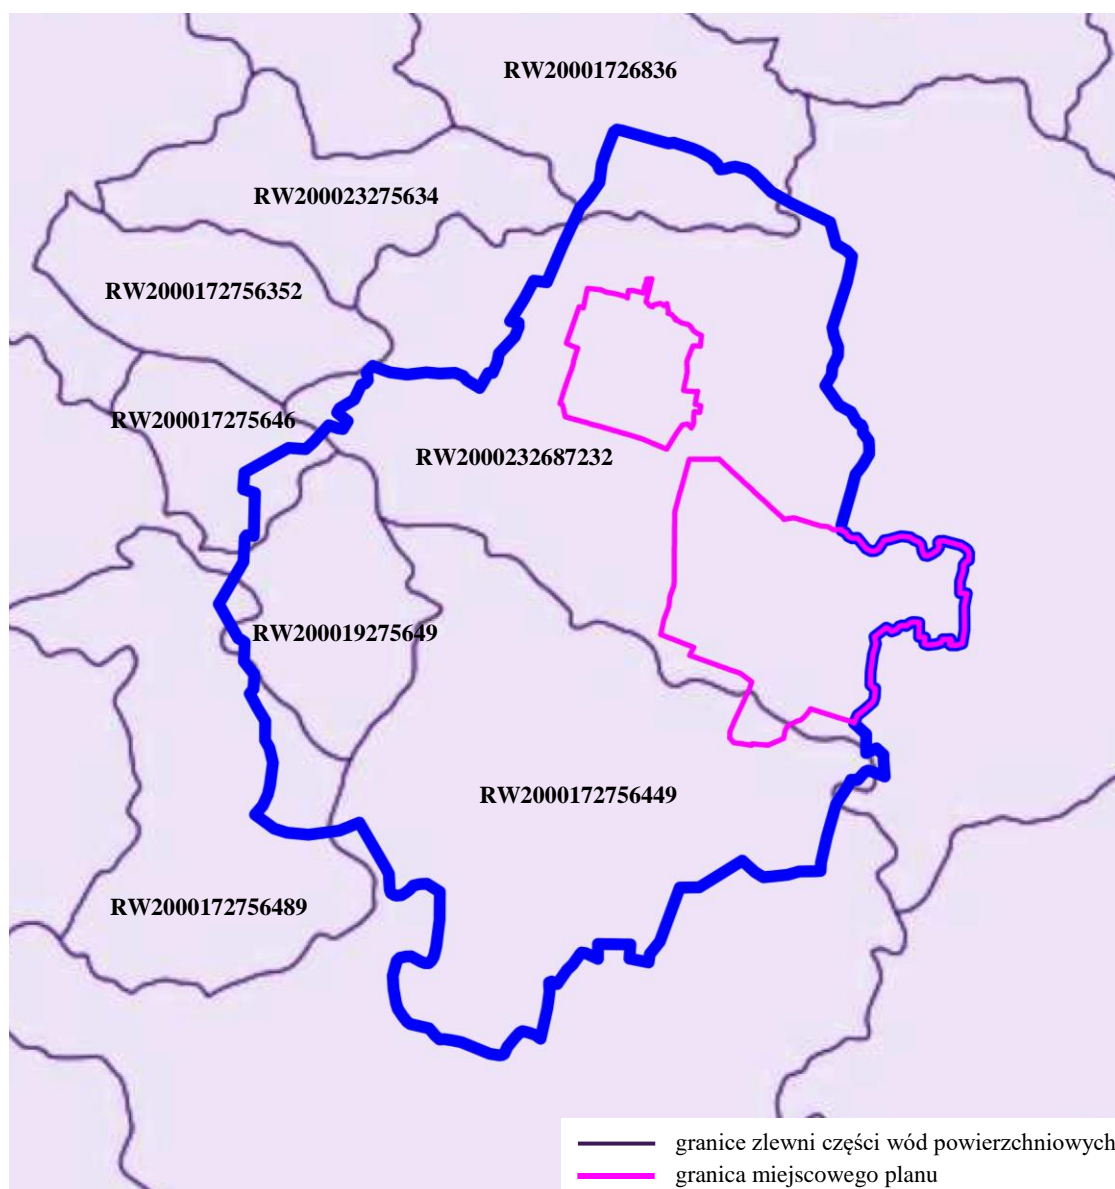 RW20001726836
RW200023275634
RW2000172756352
RW200017275646
RW2000232687232
RW200019275649
RW2000172756449
RW2000172756489
granice zlewni części wód powierzchniowych
granica miejscowego planu